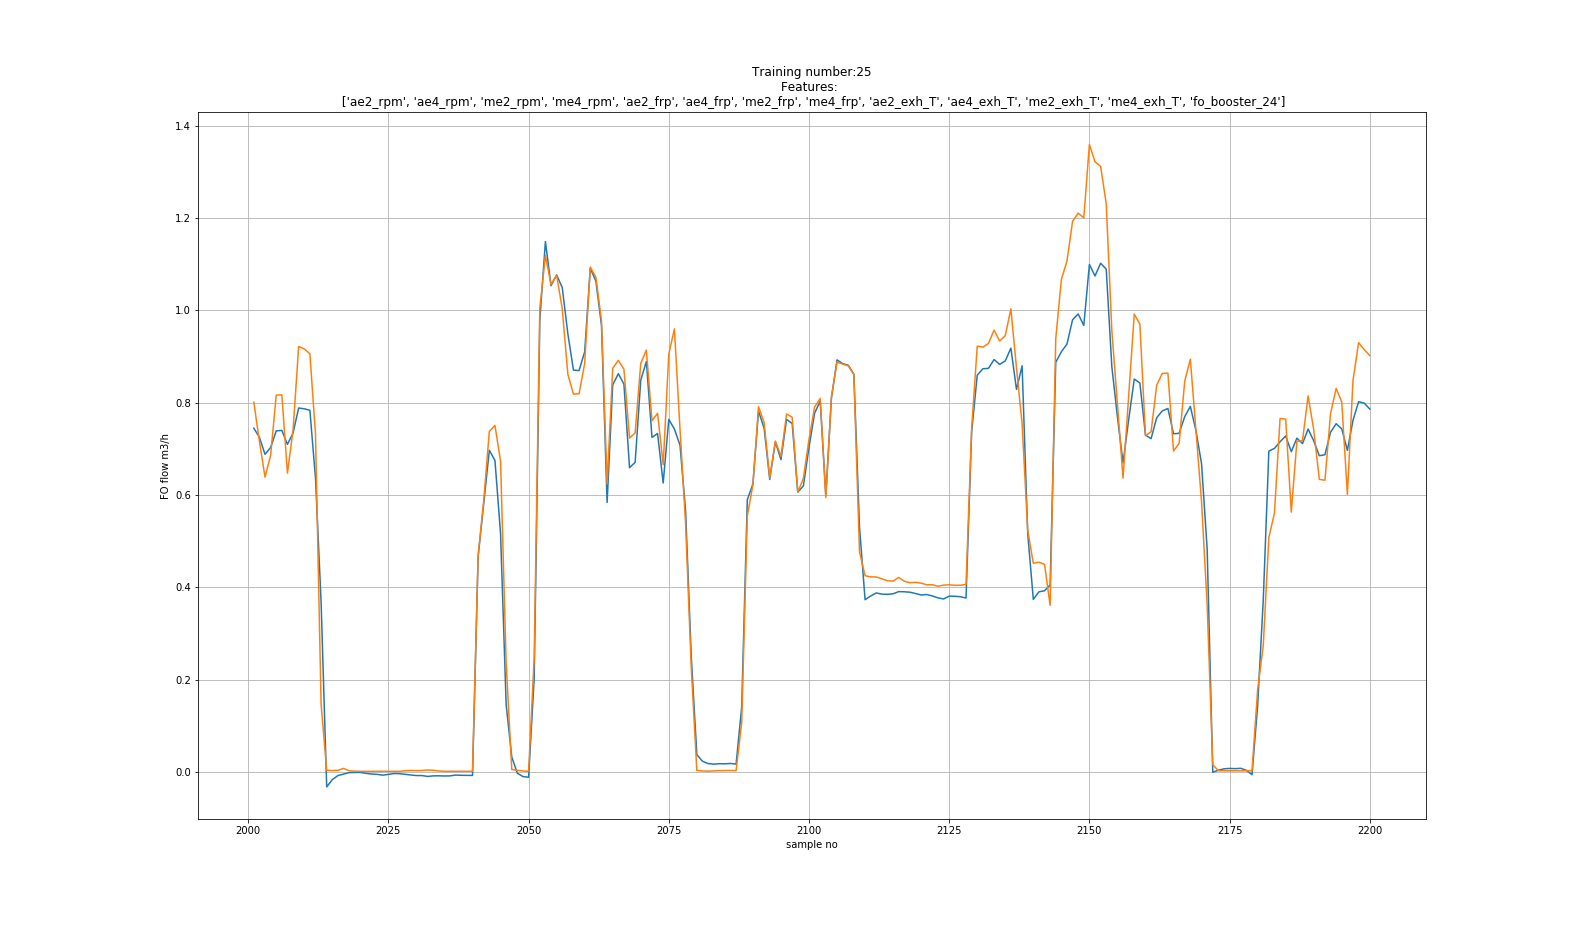 Training number:25
Features:
['ae2_rpm', 'ae4_rpm', 'me2_rpm', 'me4_rpm', 'ae2_frp', 'ae4_frp', 'me2_frp', 'me4_frp', 'ae2_exh_T', 'ae4_exh_T', 'me2_exh_T', 'me4_exh_T', 'fo_booster_24']
1.4
1.2
1.0
0.8
0.6
0.4
0.2
0.0
FO flow m3/h
2000 2025 2050 2075 2100 2125 2150 2175 2200
sample no